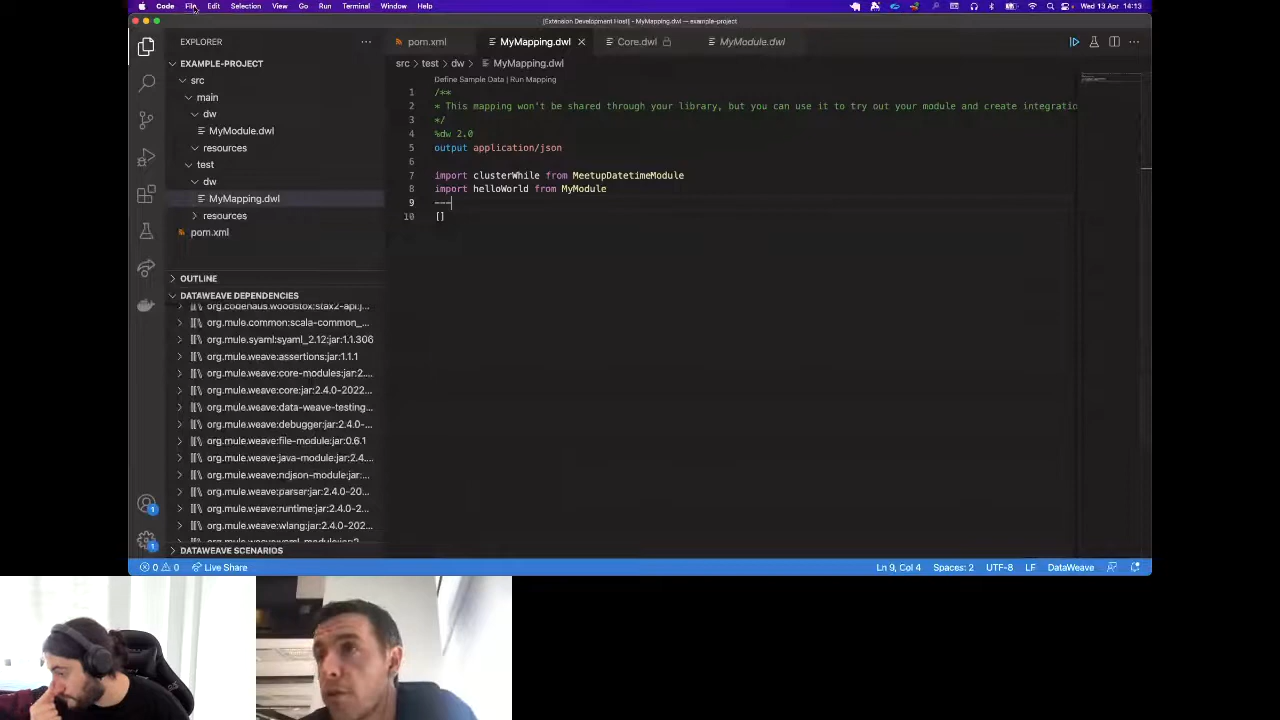 Code File Edit Selection View Go Run Terminal Window Help Wed 13 Apr 14:13
[Extension Development Host] - MyMapping.dwl — example-project
EXPLORER
pom.xml MyMapping.dwl Core.dwl MyModule.dwl
EXAMPLE-PROJECT
src > test > dw > MyMapping.dwl
src
main
dw
MyModule.dwl
resources
test
dw
MyMapping.dwl
resources
pom.xml
Define Sample Data | Run Mapping
1 /**
2 * This mapping won't be shared through your library, but you can use it to try out your module and create integratio
3 */
4 %dw 2.0
5 output application/json
6
7 import clusterWhile from MeetupDatetimeModule
8 import helloWorld from MyModule
9 ---
10 []
OUTLINE
DATAWEAVE DEPENDENCIES
org.codehaus.woodstox:stax2-api:j...
org.mule.common:scala-common_...
org.mule.syaml:syaml_2.12:jar:1.1.306
org.mule.weave:assertions:jar:1.1.1
org.mule.weave:core-modules:jar:2....
org.mule.weave:core:jar:2.4.0-2022...
org.mule.weave:data-weave-testing...
org.mule.weave:debugger:jar:2.4.0-...
org.mule.weave:file-module:jar:0.6.1
org.mule.weave:java-module:jar:2.4....
org.mule.weave:ndjson-module:jar:...
org.mule.weave:parser:jar:2.4.0-20...
org.mule.weave:runtime:jar:2.4.0-2...
org.mule.weave:wlang:jar:2.4.0-202...
DATAWEAVE SCENARIOS
1
1
0 0 Live Share Ln 9, Col 4 Spaces: 2 UTF-8 LF DataWeave